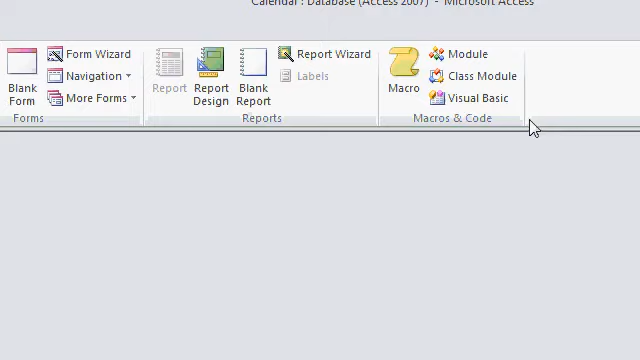 Calendar : Database (Access 2007) - Microsoft Access
Blank Form
Form Wizard
Navigation
More Forms
Forms
Report
Report Design
Blank Report
Report Wizard
Labels
Reports
Macro
Module
Class Module
Visual Basic
Macros & Code